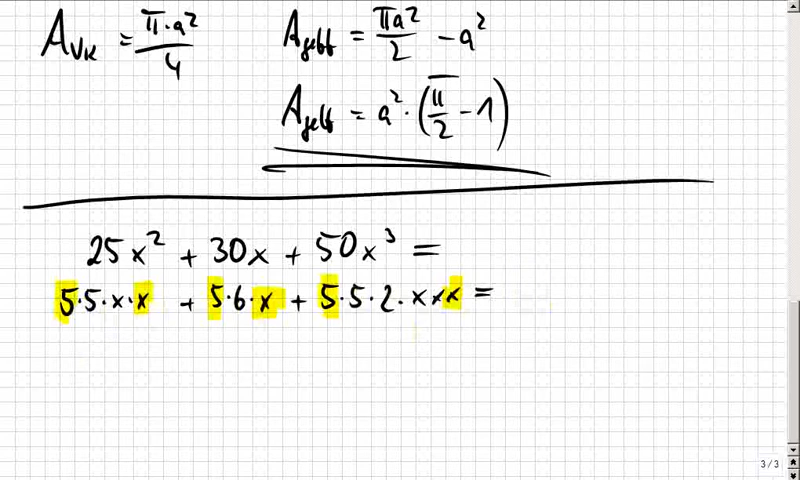 A_VK = π·a²/4    A_gelb = πa²/2 − a²
A_gelb = a²·(π/2 − 1)
25x² + 30x + 50x³ =
5·5·x·x + 5·6·x + 5·5·2·xxx =
3/3